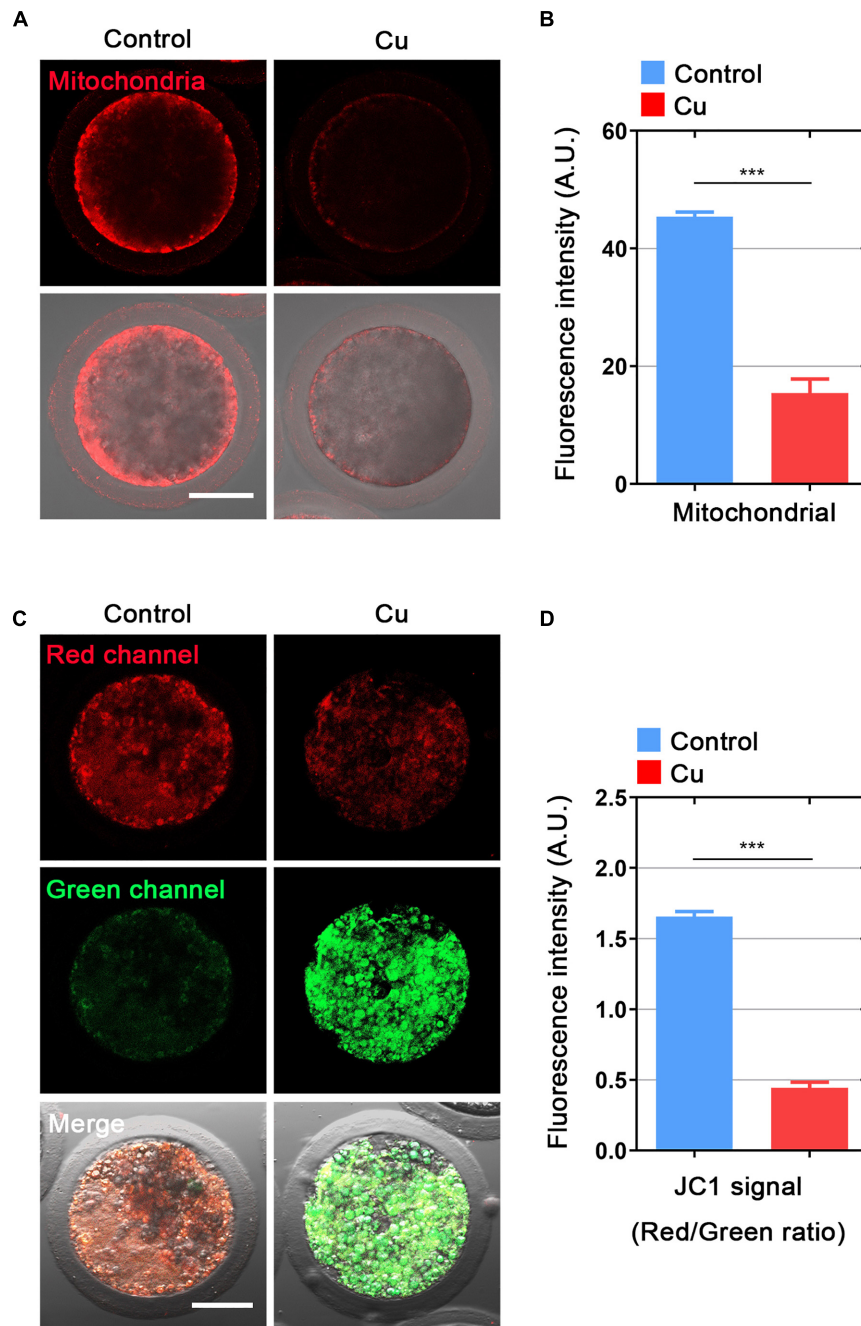 A
Control
Cu
Mitochondria
B
Control
Cu
Fluorescence intensity (A.U.)
60
40
20
0
***
Mitochondrial
C
Control
Cu
Red channel
Green channel
Merge
D
Control
Cu
Fluorescence intensity (A.U.)
2.5
2.0
1.5
1.0
0.5
0.0
***
JC1 signal
(Red/Green ratio)